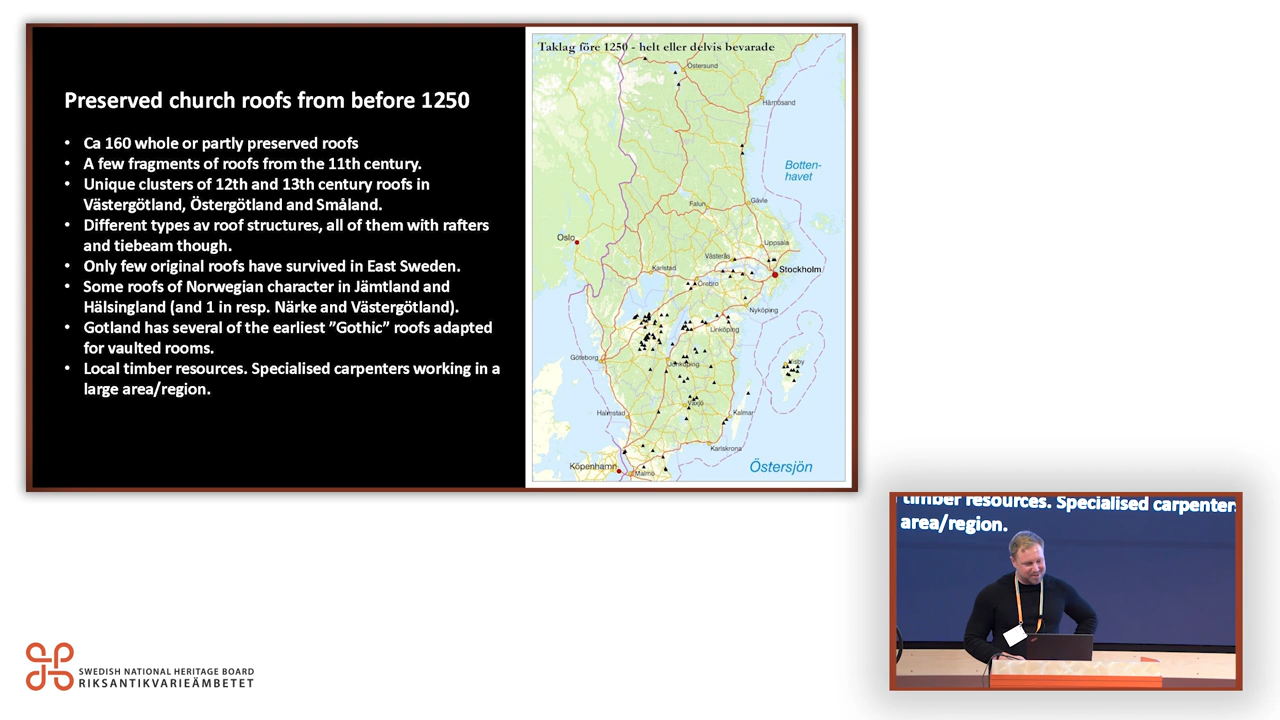 Preserved church roofs from before 1250
• Ca 160 whole or partly preserved roofs
• A few fragments of roofs from the 11th century.
• Unique clusters of 12th and 13th century roofs in
Västergötland, Östergötland and Småland.
• Different types av roof structures, all of them with rafters
and tiebeam though.
• Only few original roofs have survived in East Sweden.
• Some roofs of Norwegian character in Jämtland and
Hälsingland (and 1 in resp. Närke and Västergötland).
• Gotland has several of the earliest ”Gothic” roofs adapted
for vaulted rooms.
• Local timber resources. Specialised carpenters working in a
large area/region.
Taklag före 1250 - helt eller delvis bevarade
Östersund
Härnösand
Botten-
havet
Falun
Gävle
Oslo
Uppsala
Västerås
Karlstad
Stockholm
Örebro
Nyköping
Linköping
Göteborg
Jönköping
Visby
Växjö
Halmstad
Kalmar
Karlskrona
Köpenhamn
Malmö
Östersjön
timber resources. Specialised carpenter
area/region.
SWEDISH NATIONAL HERITAGE BOARD
RIKSANTIKVARIEÄMBETET